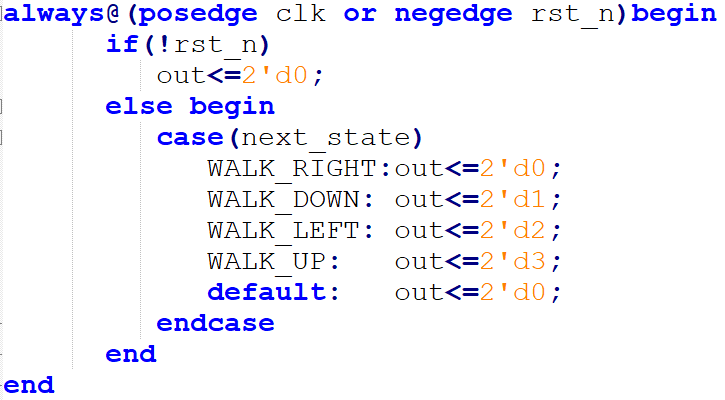 always@(posedge clk or negedge rst_n)begin
      if(!rst_n)
         out<=2'd0;
      else begin
         case(next_state)
            WALK_RIGHT:out<=2'd0;
            WALK_DOWN: out<=2'd1;
            WALK_LEFT: out<=2'd2;
            WALK_UP:   out<=2'd3;
            default:   out<=2'd0;
         endcase
      end
end